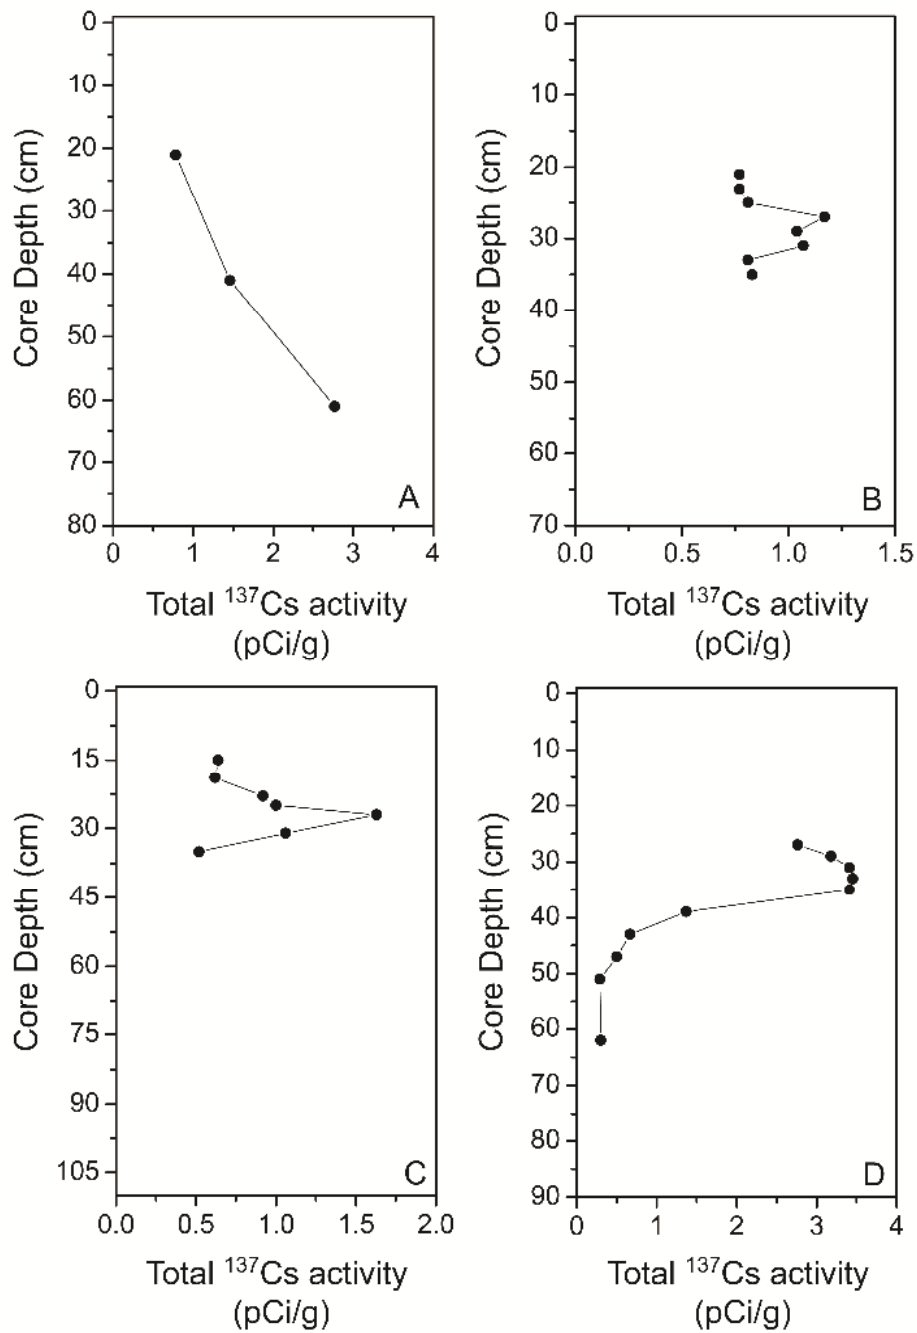 0
10
20
30
40
50
60
70
80
Core Depth (cm)
A
0 1 2 3 4
Total ¹³⁷Cs activity
(pCi/g)
0
10
20
30
40
50
60
70
Core Depth (cm)
B
0.0 0.5 1.0 1.5
Total ¹³⁷Cs activity
(pCi/g)
0
15
30
45
60
75
90
105
Core Depth (cm)
C
0.0 0.5 1.0 1.5 2.0
Total ¹³⁷Cs activity
(pCi/g)
0
10
20
30
40
50
60
70
80
90
Core Depth (cm)
D
0 1 2 3 4
Total ¹³⁷Cs activity
(pCi/g)